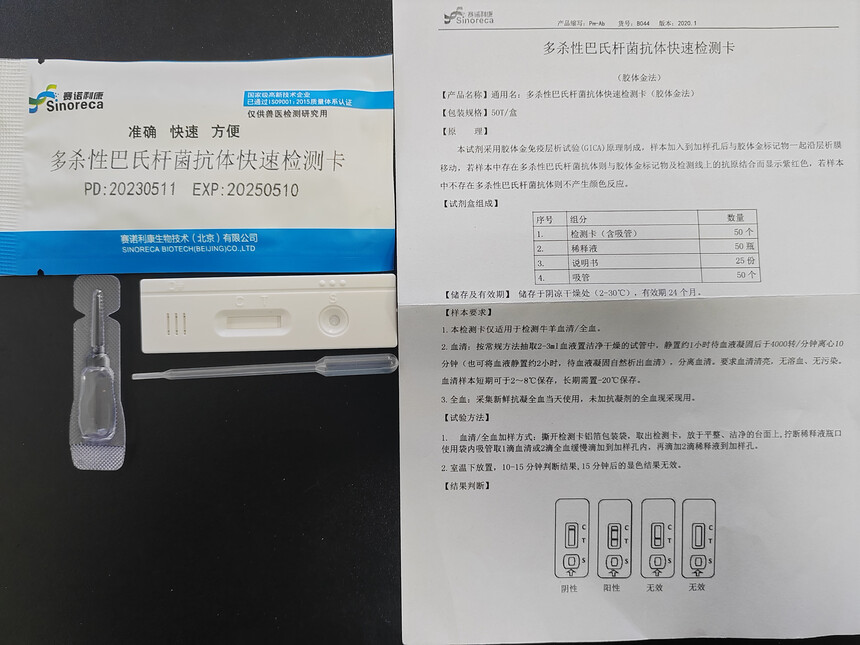 赛诺利康
Sinoreca
国家级高新技术企业
已通过ISO9001:2015质量体系认证
仅供兽医检测研究用
准确 快速 方便
多杀性巴氏杆菌抗体快速检测卡
PD:20230511 EXP:20250510
赛诺利康生物技术（北京）有限公司
SINORECA BIOTECH(BEIJING)CO.,LTD
C T
S
赛诺利康
Sinoreca
产品编写：Pm-Ab 货号：B044 版本：2020.1
多杀性巴氏杆菌抗体快速检测卡
（胶体金法）
【产品名称】通用名：多杀性巴氏杆菌抗体快速检测卡（胶体金法）
【包装规格】50T/盒
【原 理】
本试剂采用胶体金免疫层析试验(GICA)原理制成，样本加入到加样孔后与胶体金标记物一起沿层析膜
移动，若样本中存在多杀性巴氏杆菌抗体则与胶体金标记物及检测线上的抗原结合而显示紫红色，若样本
中不存在多杀性巴氏杆菌抗体则不产生颜色反应。
【试剂盒组成】
序号 组分 数量
1. 检测卡（含吸管） 50个
2. 稀释液 50瓶
3. 说明书 25份
4. 吸管 50个
【储存及有效期】 储存于阴凉干燥处（2-30℃），有效期24个月。
【样本要求】
1.本检测卡仅适用于检测牛羊血清/全血。
2.血清：按常规方法抽取2-3ml血液置洁净干燥的试管中，静置约1小时待血液凝固后于4000转/分钟离心10
分钟（也可将血液静置约2小时，待血液凝固自然析出血清），分离血清。要求血清清亮，无溶血、无污染。
血清样本短期可于2～8℃保存，长期需置-20℃保存。
3.全血：采集新鲜抗凝全血当天使用，未加抗凝剂的全血现采现用。
【试验方法】
1. 血清/全血加样方式：撕开检测卡铝箔包装袋，取出检测卡，放于平整、洁净的台面上,拧断稀释液瓶口
使用袋内吸管取1滴血清或2滴全血缓慢滴加到加样孔内，再滴加2滴稀释液到加样孔。
2.室温下放置，10-15分钟判断结果,15分钟后的显色结果无效。
【结果判断】
C C C C
T T T T
S S S S
阴性 阳性 无效 无效